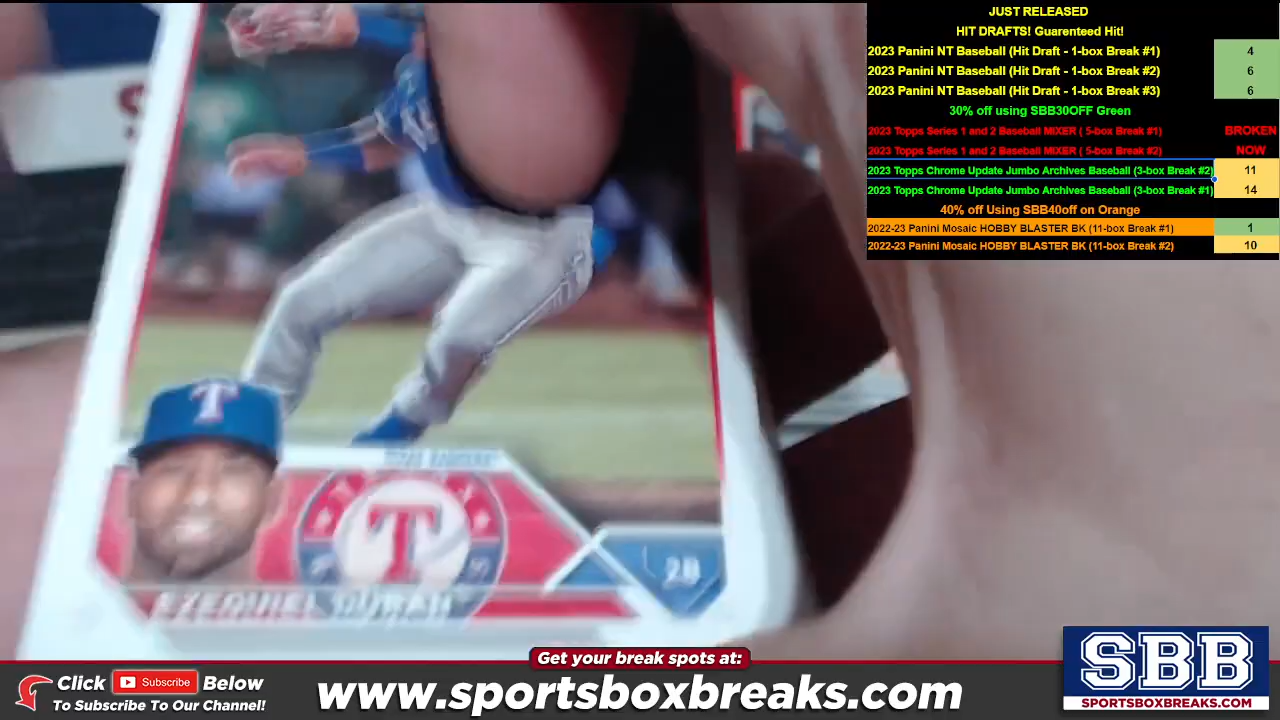 JUST RELEASED
HIT DRAFTS! Guarenteed Hit!
2023 Panini NT Baseball (Hit Draft - 1-box Break #1) 4
2023 Panini NT Baseball (Hit Draft - 1-box Break #2) 6
2023 Panini NT Baseball (Hit Draft - 1-box Break #3) 6
30% off using SBB30OFF Green
2023 Topps Series 1 and 2 Baseball MIXER ( 5-box Break #1) BROKEN
2023 Topps Series 1 and 2 Baseball MIXER ( 5-box Break #2) NOW
2023 Topps Chrome Update Jumbo Archives Baseball (3-box Break #2) 11
2023 Topps Chrome Update Jumbo Archives Baseball (3-box Break #1) 14
40% off Using SBB40off on Orange
2022-23 Panini Mosaic HOBBY BLASTER BK (11-box Break #1) 1
2022-23 Panini Mosaic HOBBY BLASTER BK (11-box Break #2) 10
T
TEXAS RANGERS
T
2B
EZEQUIEL DURAN
Get your break spots at:
Click Subscribe Below
To Subscribe To Our Channel!
www.sportsboxbreaks.com
SBB
SPORTSBOXBREAKS.COM